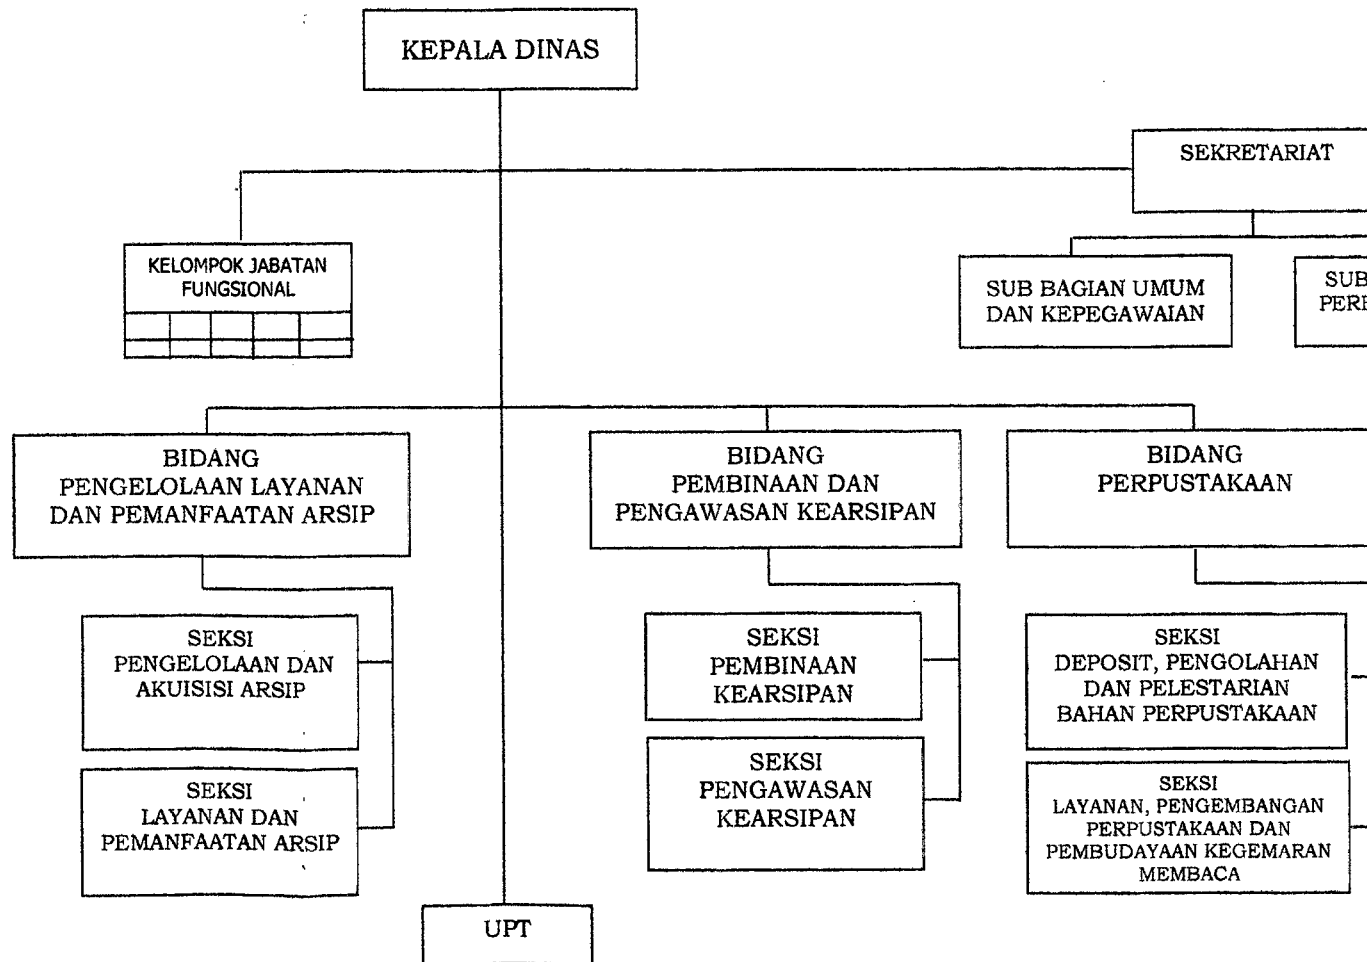 KEPALA DINAS
SEKRETARIAT
KELOMPOK JABATAN
FUNGSIONAL
SUB BAGIAN UMUM
DAN KEPEGAWAIAN
SUB
BIDANG
PENGELOLAAN LAYANAN
DAN PEMANFAATAN ARSIP
BIDANG
PEMBINAAN DAN
PENGAWASAN KEARSIPAN
BIDANG
PERPUSTAKAAN
SEKSI
PENGELOLAAN DAN
AKUISISI ARSIP
SEKSI
PEMBINAAN
KEARSIPAN
SEKSI
DEPOSIT, PENGOLAHAN
DAN PELESTARIAN
BAHAN PERPUSTAKAAN
SEKSI
LAYANAN DAN
PEMANFAATAN ARSIP
SEKSI
PENGAWASAN
KEARSIPAN
SEKSI
LAYANAN, PENGEMBANGAN
PERPUSTAKAAN DAN
PEMBUDAYAAN KEGEMARAN
MEMBACA
UPT